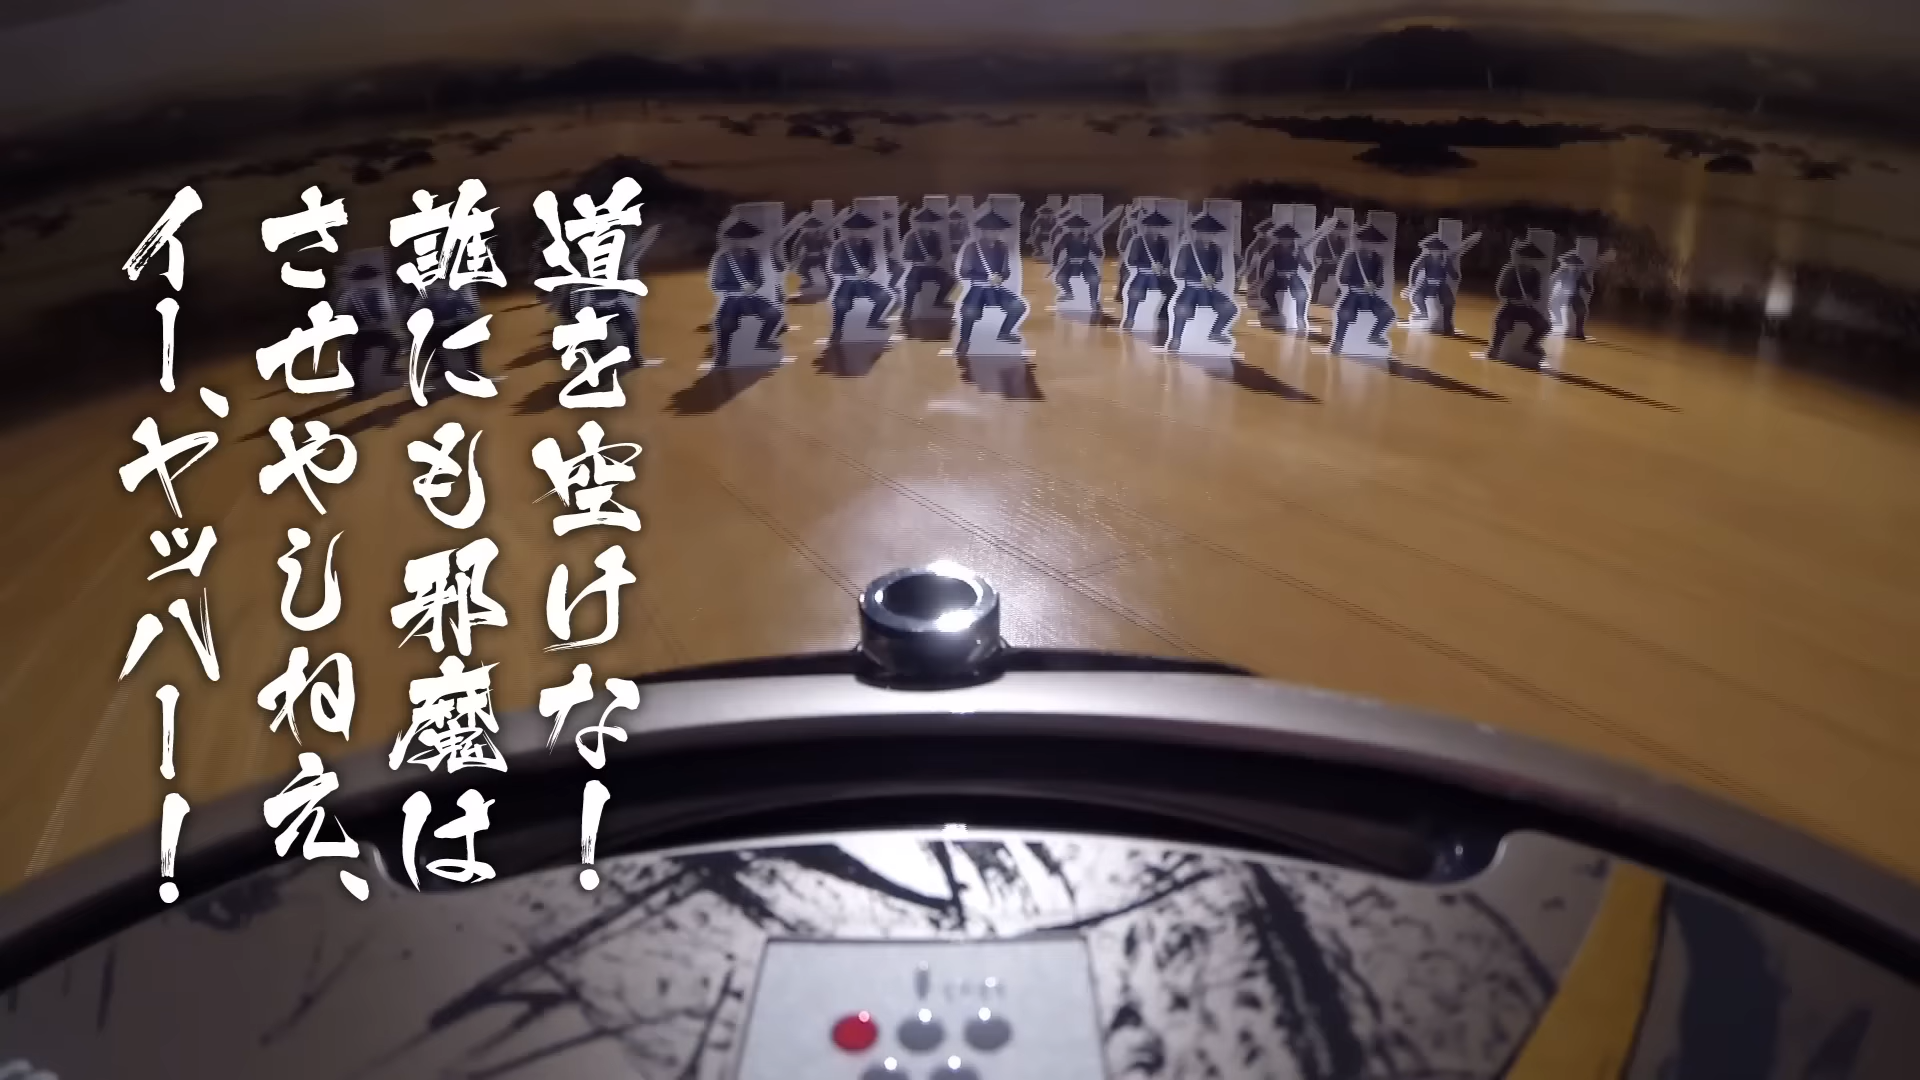 道を空けな！
誰にも邪魔は
させやしねえ、
イー、ヤッハー！